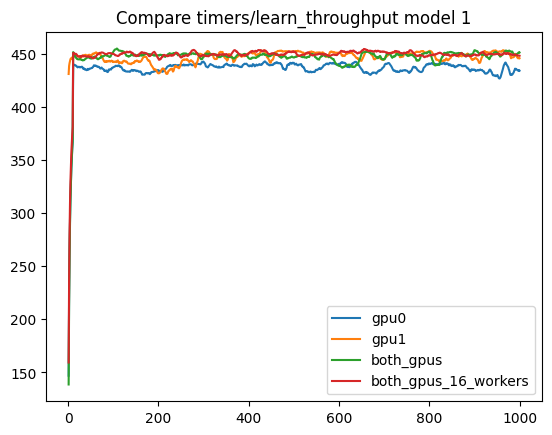 Compare timers/learn_throughput model 1
450
400
350
300
250
200
150
0
200
400
600
800
1000
gpu0
gpu1
both_gpus
both_gpus_16_workers